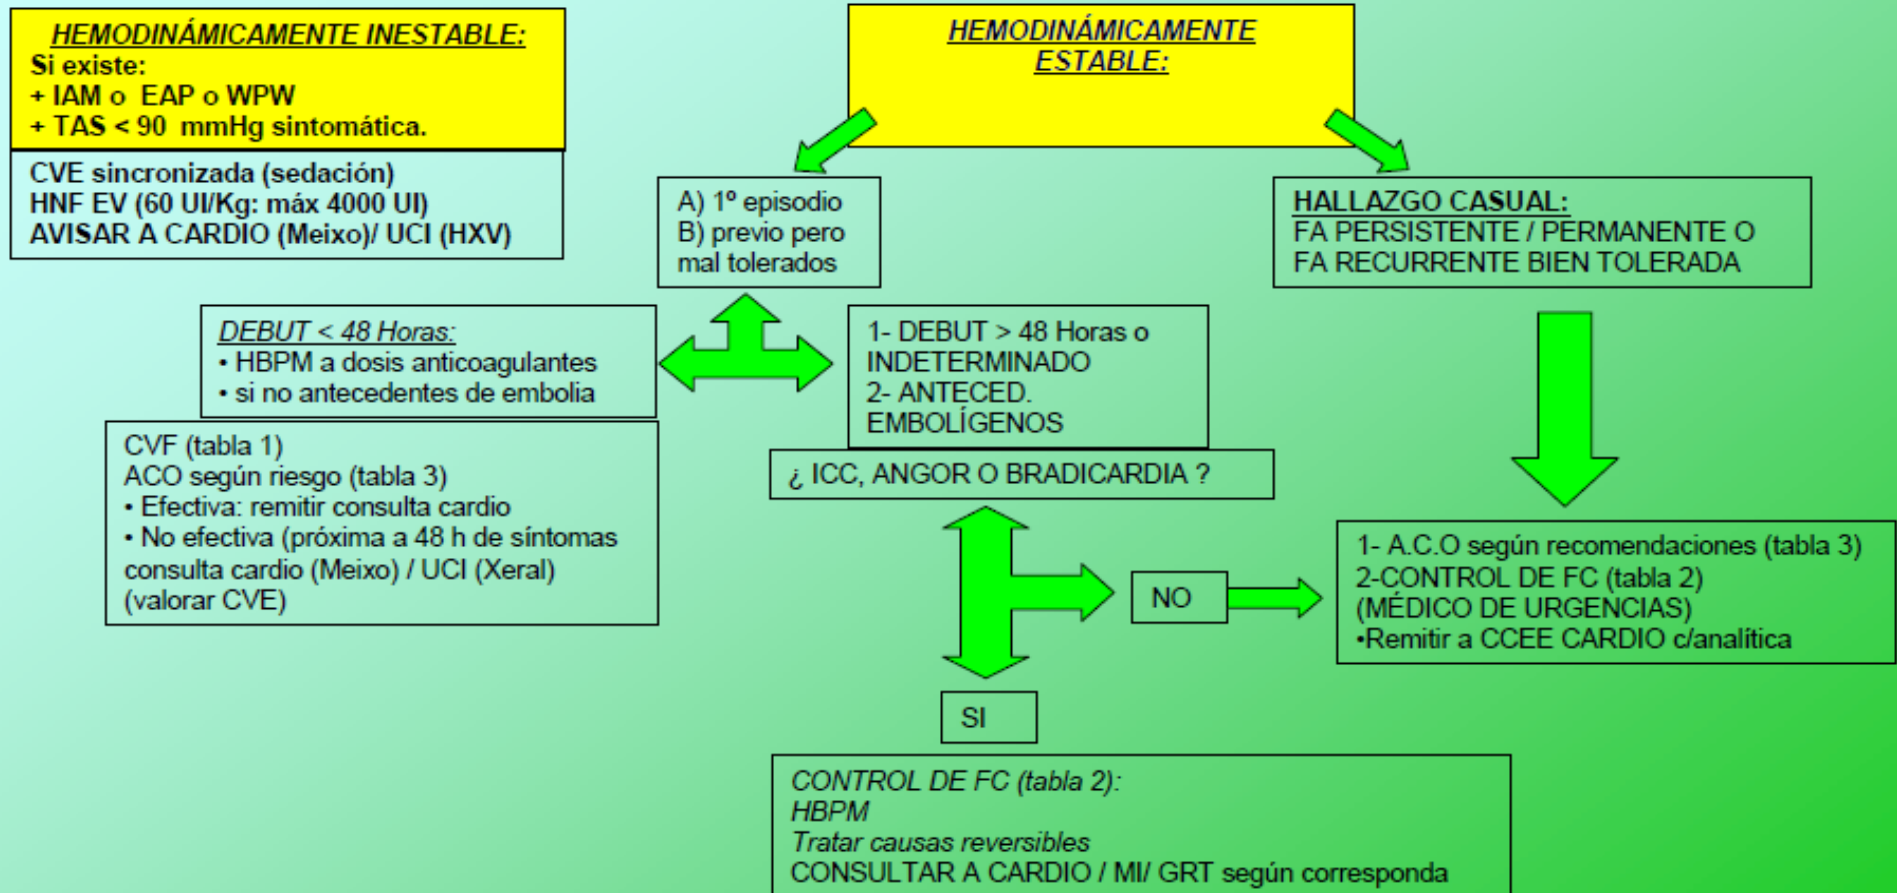 HEMODINÁMICAMENTE INESTABLE:
Si existe:
+ IAM o EAP o WPW
+ TAS < 90 mmHg sintomática.
CVE sincronizada (sedación)
HNF EV (60 UI/Kg: máx 4000 UI)
AVISAR A CARDIO (Meixo)/ UCI (HXV)
HEMODINÁMICAMENTE
ESTABLE:
A) 1º episodio
B) previo pero
mal tolerados
HALLAZGO CASUAL:
FA PERSISTENTE / PERMANENTE O
FA RECURRENTE BIEN TOLERADA
DEBUT < 48 Horas:
• HBPM a dosis anticoagulantes
• si no antecedentes de embolia
CVF (tabla 1)
ACO según riesgo (tabla 3)
• Efectiva: remitir consulta cardio
• No efectiva (próxima a 48 h de síntomas
consulta cardio (Meixo) / UCI (Xeral)
(valorar CVE)
1- DEBUT > 48 Horas o
INDETERMINADO
2- ANTECED.
EMBOLÍGENOS
¿ ICC, ANGOR O BRADICARDIA ?
NO
1- A.C.O según recomendaciones (tabla 3)
2-CONTROL DE FC (tabla 2)
(MÉDICO DE URGENCIAS)
•Remitir a CCEE CARDIO c/analítica
SI
CONTROL DE FC (tabla 2):
HBPM
Tratar causas reversibles
CONSULTAR A CARDIO / MI/ GRT según corresponda